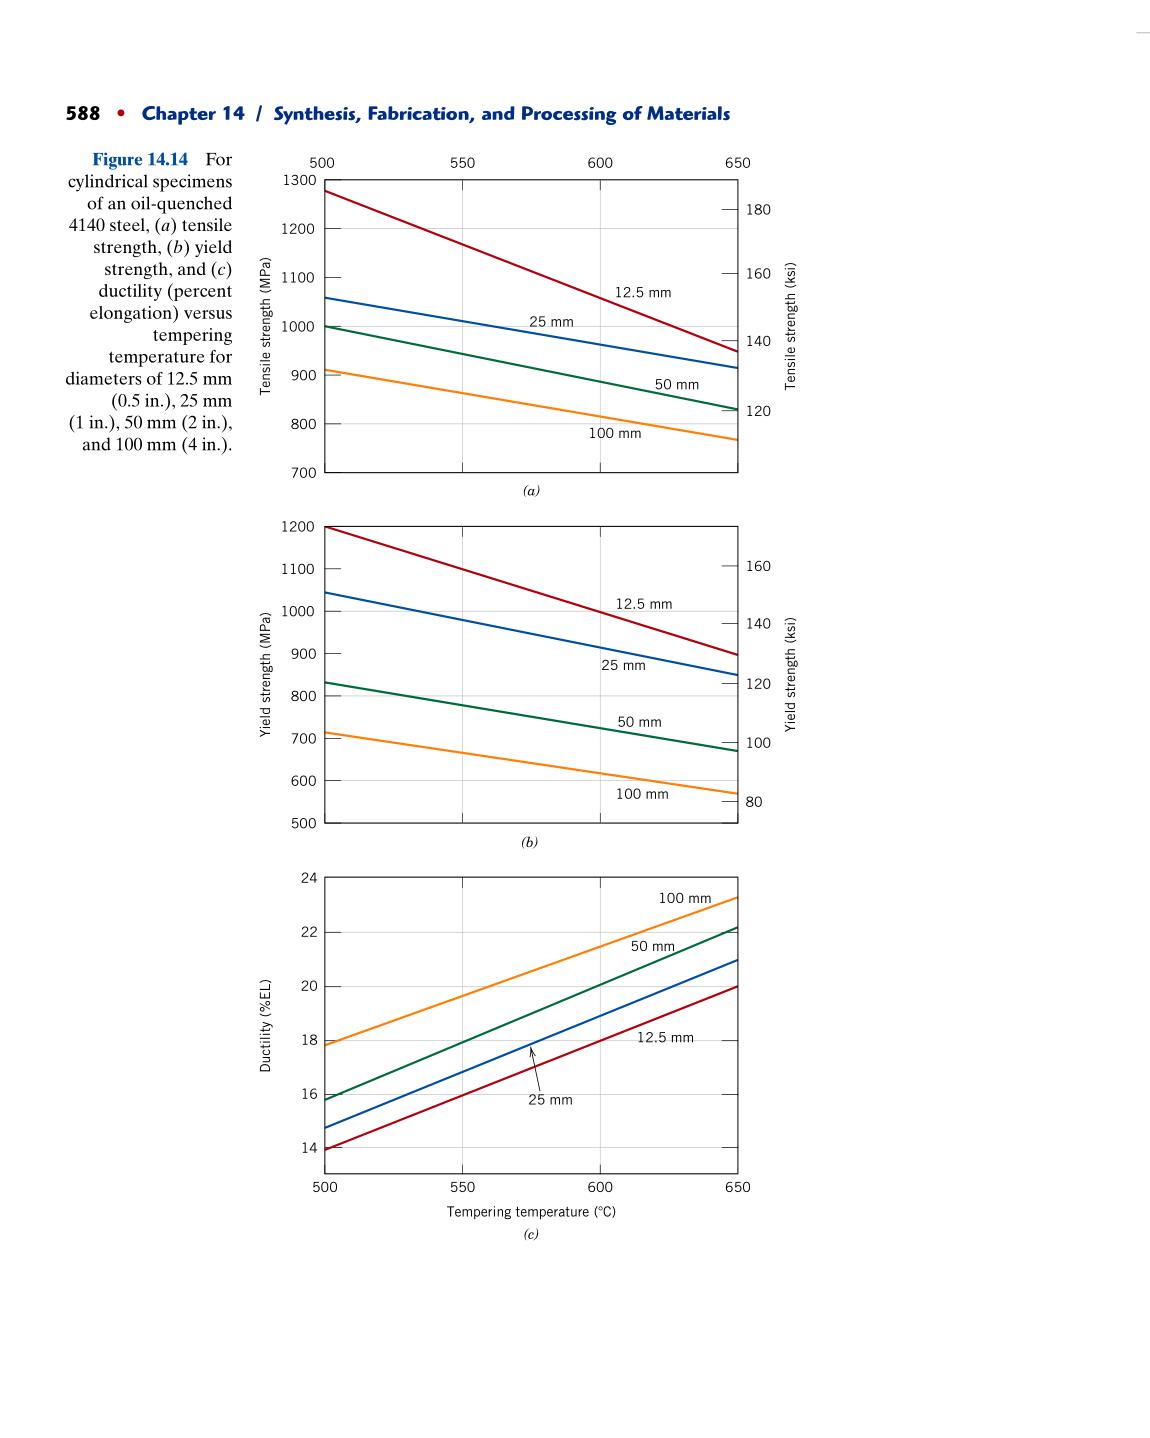 588 • Chapter 14 / Synthesis, Fabrication, and Processing of Materials
Figure 14.14 For
cylindrical specimens
of an oil-quenched
4140 steel, (a) tensile
strength, (b) yield
strength, and (c)
ductility (percent
elongation) versus
tempering
temperature for
diameters of 12.5 mm
(0.5 in.), 25 mm
(1 in.), 50 mm (2 in.),
and 100 mm (4 in.).
500 550 600 650
1300
1200
1100
1000
900
800
700
Tensile strength (MPa)
12.5 mm
25 mm
50 mm
100 mm
180
160
140
120
Tensile strength (ksi)
(a)
1200
1100
1000
900
800
700
600
500
Yield strength (MPa)
12.5 mm
25 mm
50 mm
100 mm
160
140
120
100
80
Yield strength (ksi)
(b)
24
22
20
18
16
14
Ductility (%EL)
100 mm
50 mm
12.5 mm
25 mm
500 550 600 650
Tempering temperature (°C)
(c)